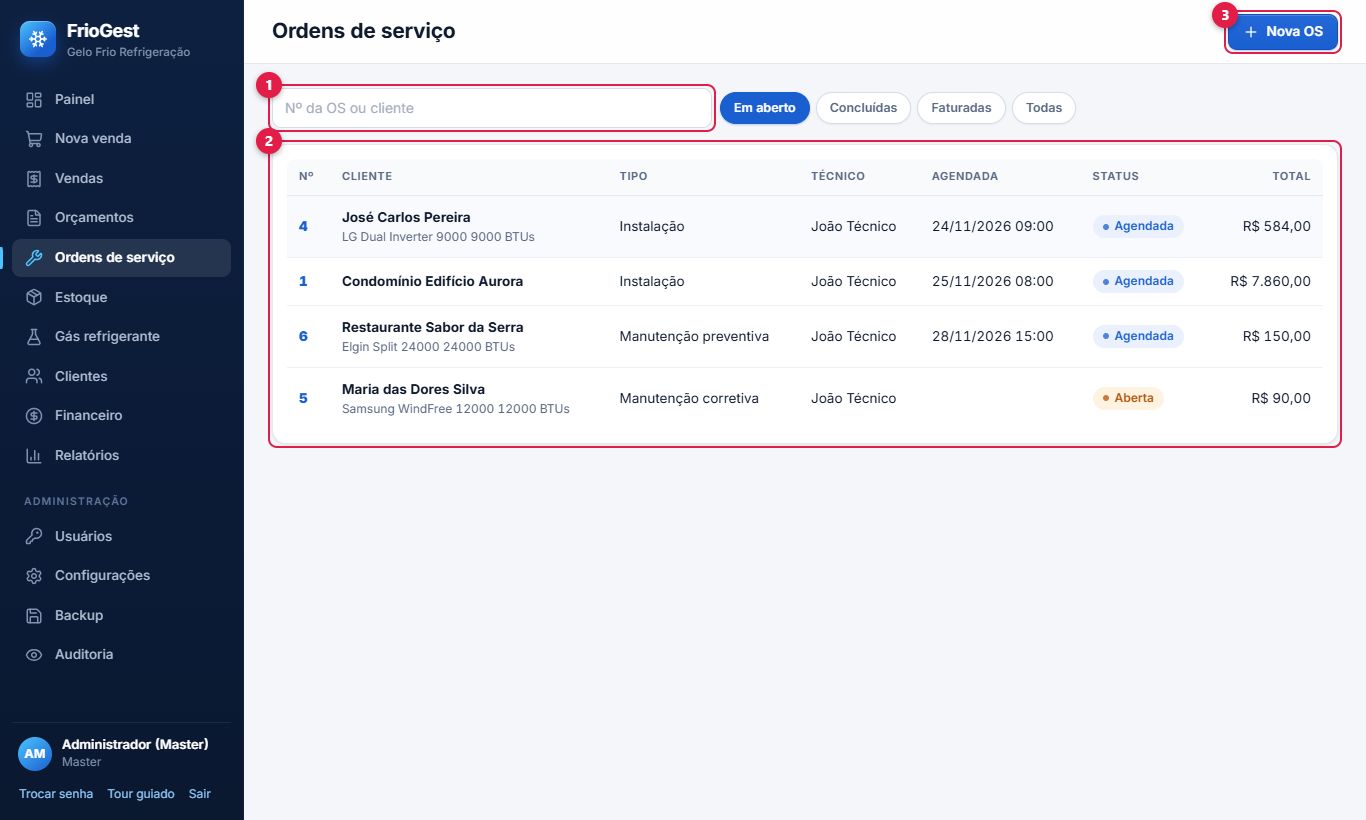 FrioGest
Gelo Frio Refrigeração
Painel
Nova venda
Vendas
Orçamentos
Ordens de serviço
Estoque
Gás refrigerante
Clientes
Financeiro
Relatórios
ADMINISTRAÇÃO
Usuários
Configurações
Backup
Auditoria
AM
Administrador (Master)
Master
Trocar senha Tour guiado Sair
Ordens de serviço
3
+ Nova OS
1
Nº da OS ou cliente
Em aberto Concluídas Faturadas Todas
2
Nº CLIENTE TIPO TÉCNICO AGENDADA STATUS TOTAL
4 José Carlos Pereira Instalação João Técnico 24/11/2026 09:00 Agendada R$ 584,00
LG Dual Inverter 9000 9000 BTUs
1 Condomínio Edifício Aurora Instalação João Técnico 25/11/2026 08:00 Agendada R$ 7.860,00
6 Restaurante Sabor da Serra Manutenção preventiva João Técnico 28/11/2026 15:00 Agendada R$ 150,00
Elgin Split 24000 24000 BTUs
5 Maria das Dores Silva Manutenção corretiva João Técnico Aberta R$ 90,00
Samsung WindFree 12000 12000 BTUs